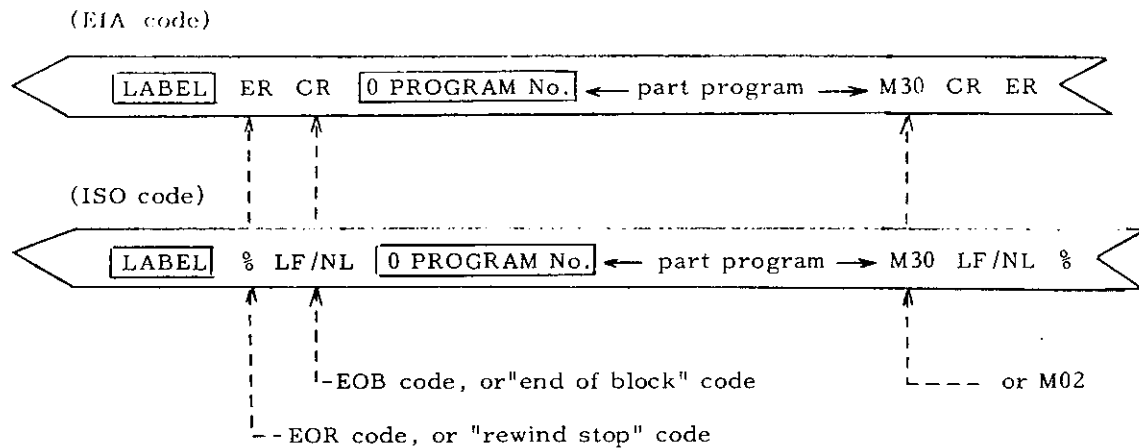 (EIA code)
LABEL ER CR 0 PROGRAM No. part program M30 CR ER
(ISO code)
LABEL % LF/NL 0 PROGRAM No. part program M30 LF/NL %
EOB code, or "end of block" code
or M02
EOR code, or "rewind stop" code